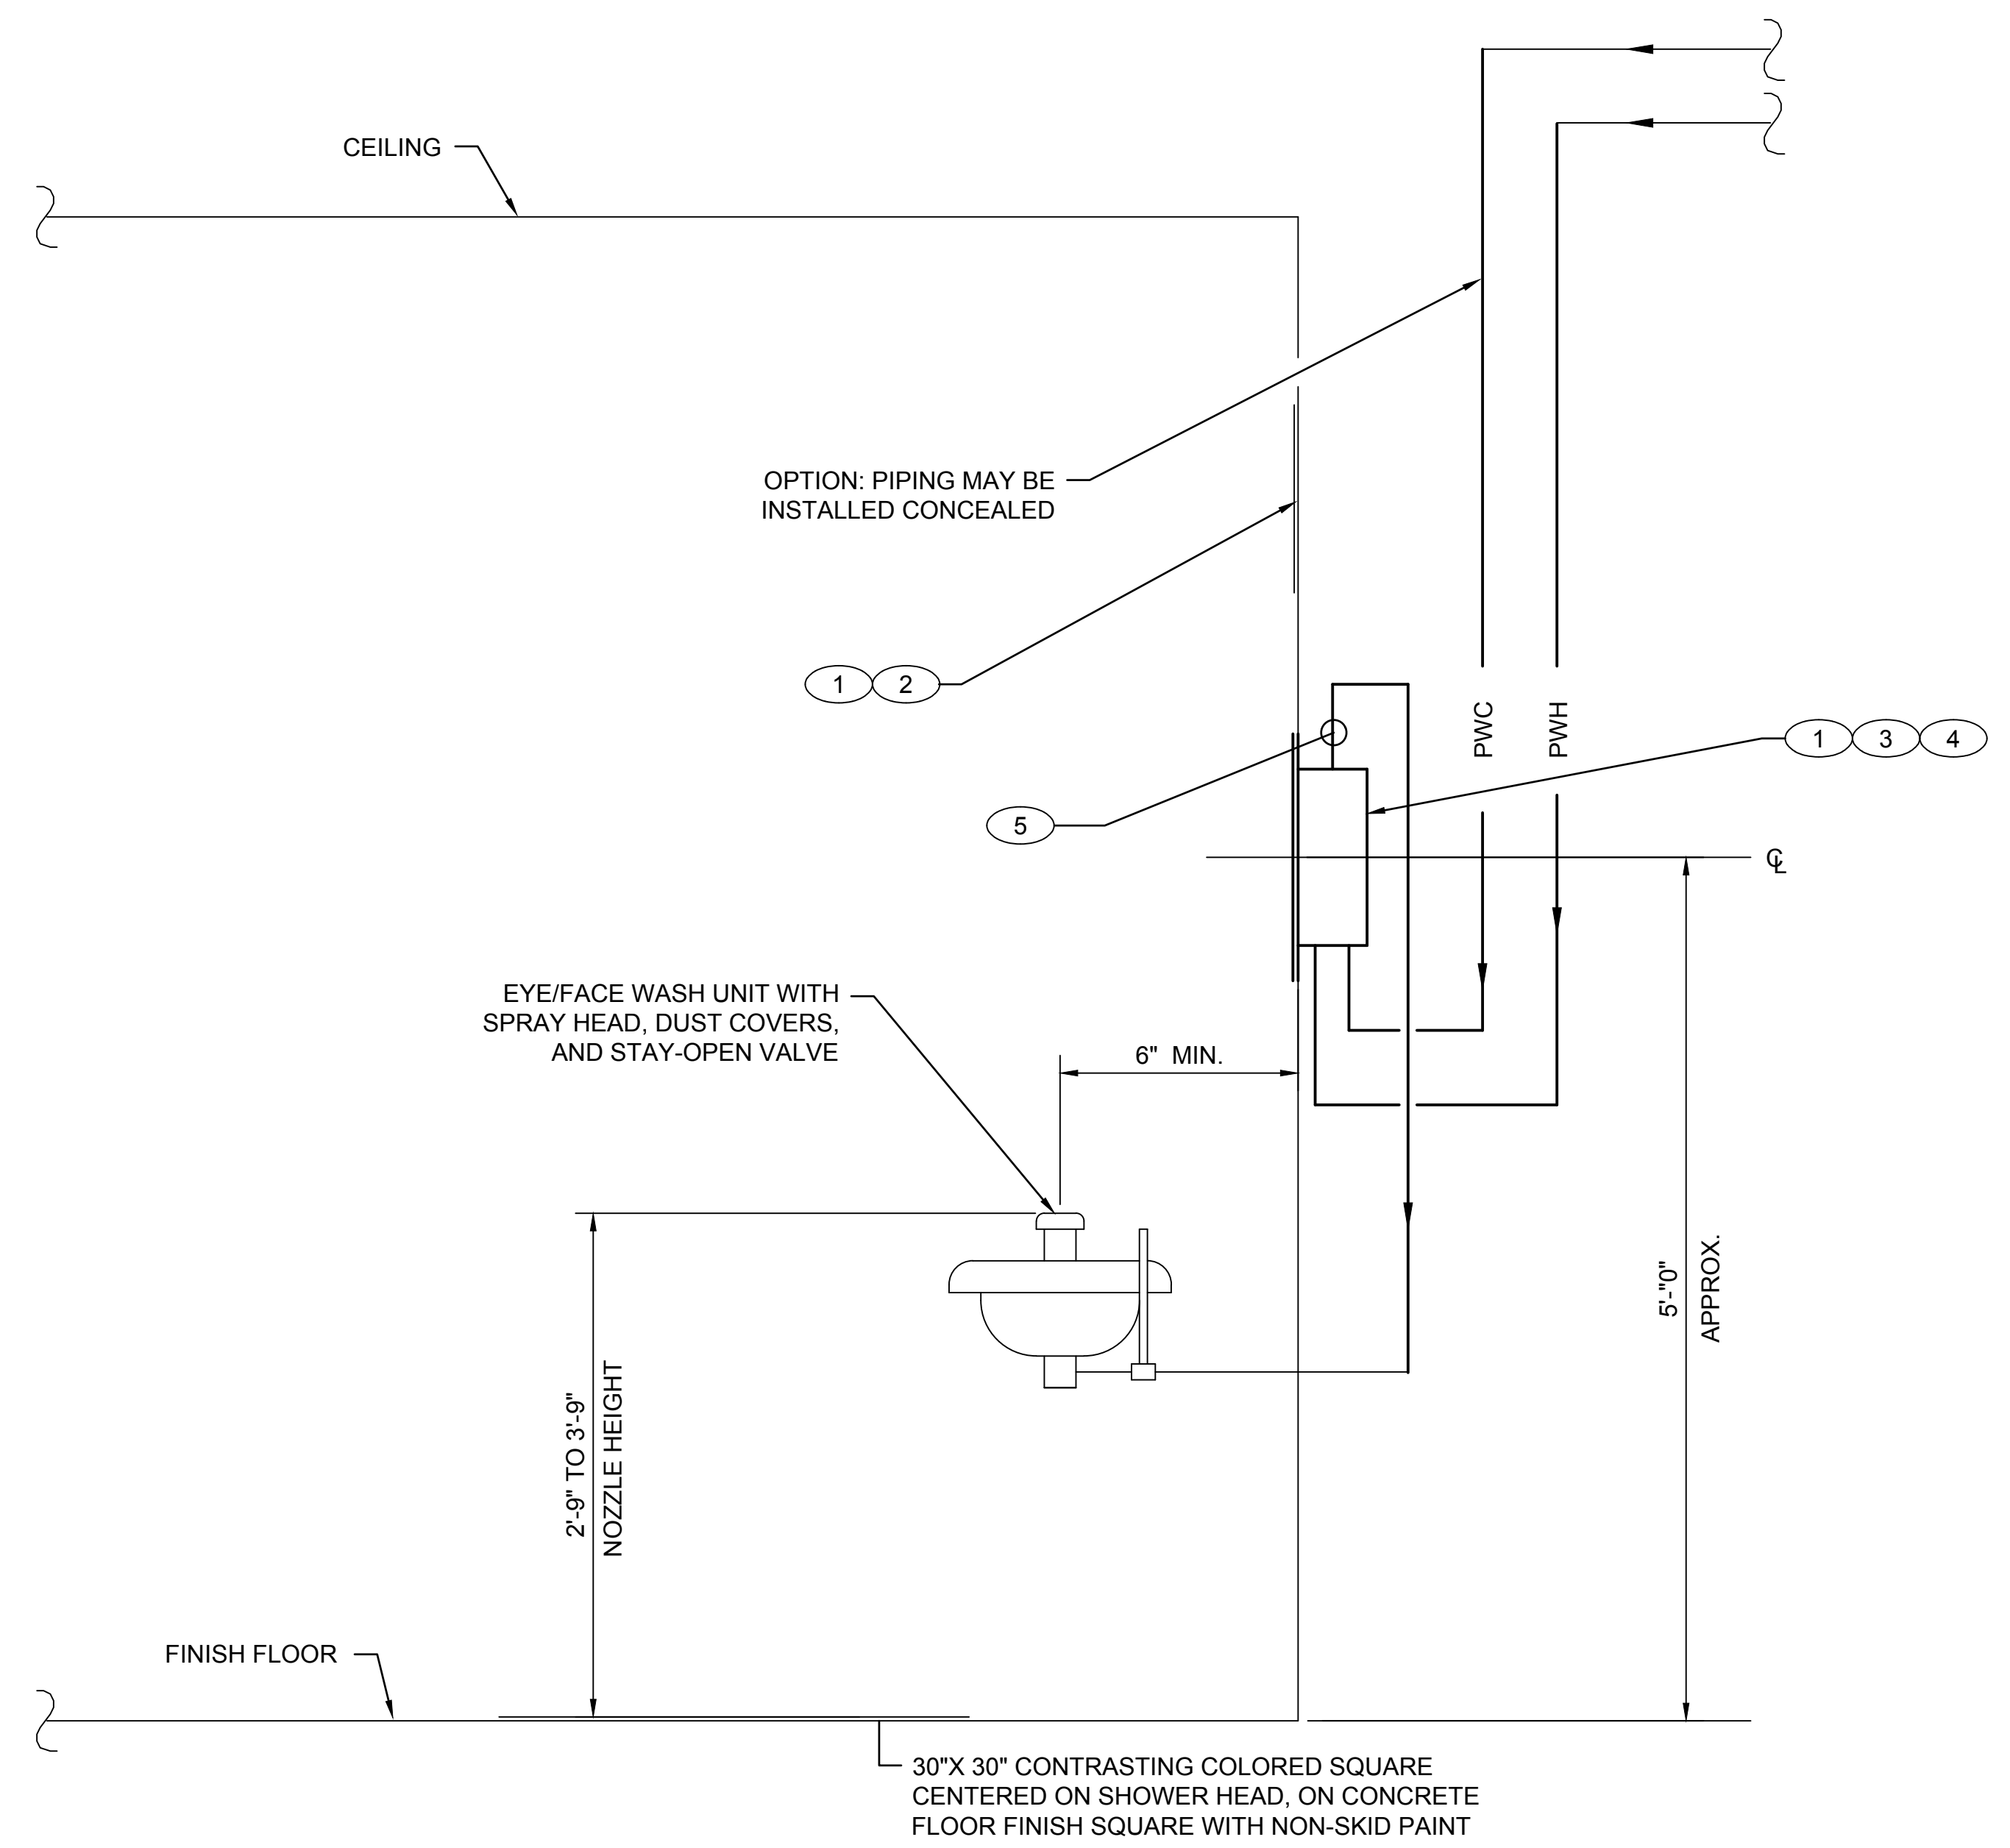 CEILING
OPTION: PIPING MAY BE
INSTALLED CONCEALED
1 2
PWC
PWH
1 3 4
5
℄
EYE/FACE WASH UNIT WITH
SPRAY HEAD, DUST COVERS,
AND STAY-OPEN VALVE
6" MIN.
5'-"0"
APPROX.
2'-9" TO 3'-9"
NOZZLE HEIGHT
FINISH FLOOR
30"X 30" CONTRASTING COLORED SQUARE
CENTERED ON SHOWER HEAD, ON CONCRETE
FLOOR FINISH SQUARE WITH NON-SKID PAINT